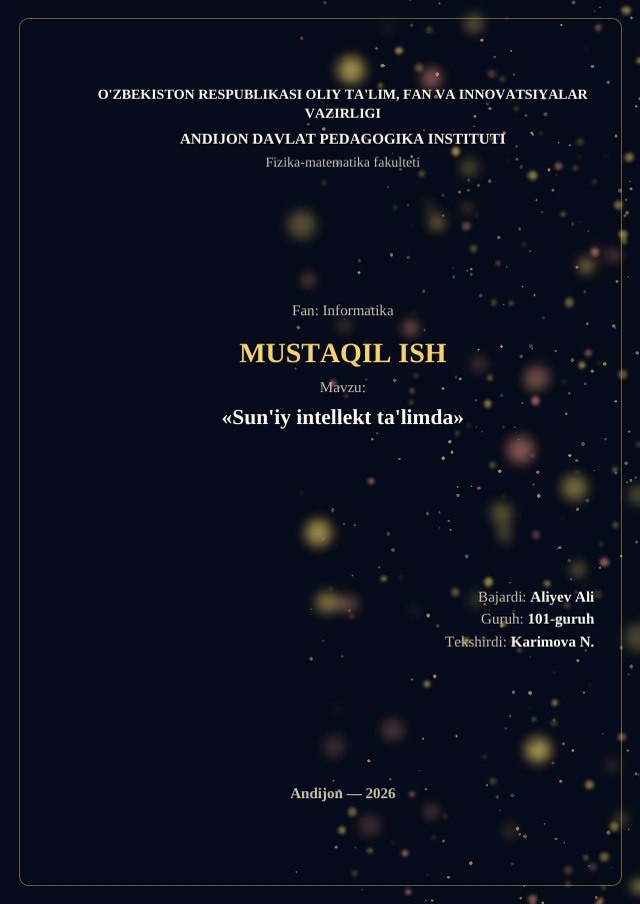 O'ZBEKISTON RESPUBLIKASI OLIY TA'LIM, FAN VA INNOVATSIYALAR
VAZIRLIGI
ANDIJON DAVLAT PEDAGOGIKA INSTITUTI
Fizika-matematika fakulteti
Fan: Informatika
MUSTAQIL ISH
Mavzu:
«Sun'iy intellekt ta'limda»
Bajardi: Aliyev Ali
Guruh: 101-guruh
Tekshirdi: Karimova N.
Andijon — 2026